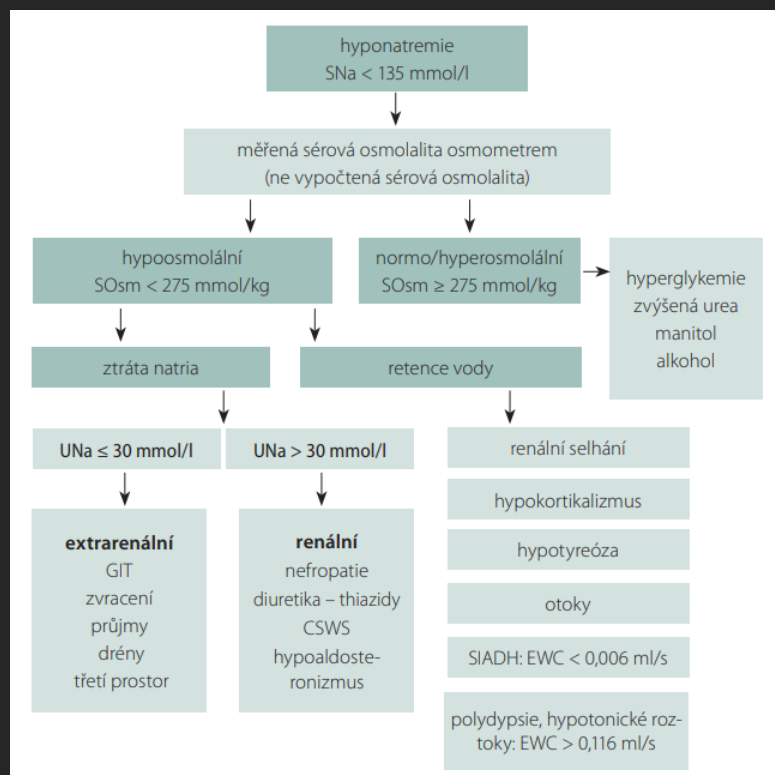 hyponatremie
SNa < 135 mmol/l
měřená sérová osmolalita osmometrem
(ne vypočtená sérová osmolalita)
hypoosmolální
SOsm < 275 mmol/kg
normo/hyperosmolální
SOsm ≥ 275 mmol/kg
hyperglykemie
zvýšená urea
manitol
alkohol
ztráta natria
retence vody
UNa ≤ 30 mmol/l
UNa > 30 mmol/l
extrarenální
GIT
zvracení
průjmy
drény
třetí prostor
renální
nefropatie
diuretika – thiazidy
CSWS
hypoaldoste-
ronizmus
renální selhání
hypokortikalizmus
hypotyreóza
otoky
SIADH: EWC < 0,006 ml/s
polydypsie, hypotonické roz-
toky: EWC > 0,116 ml/s